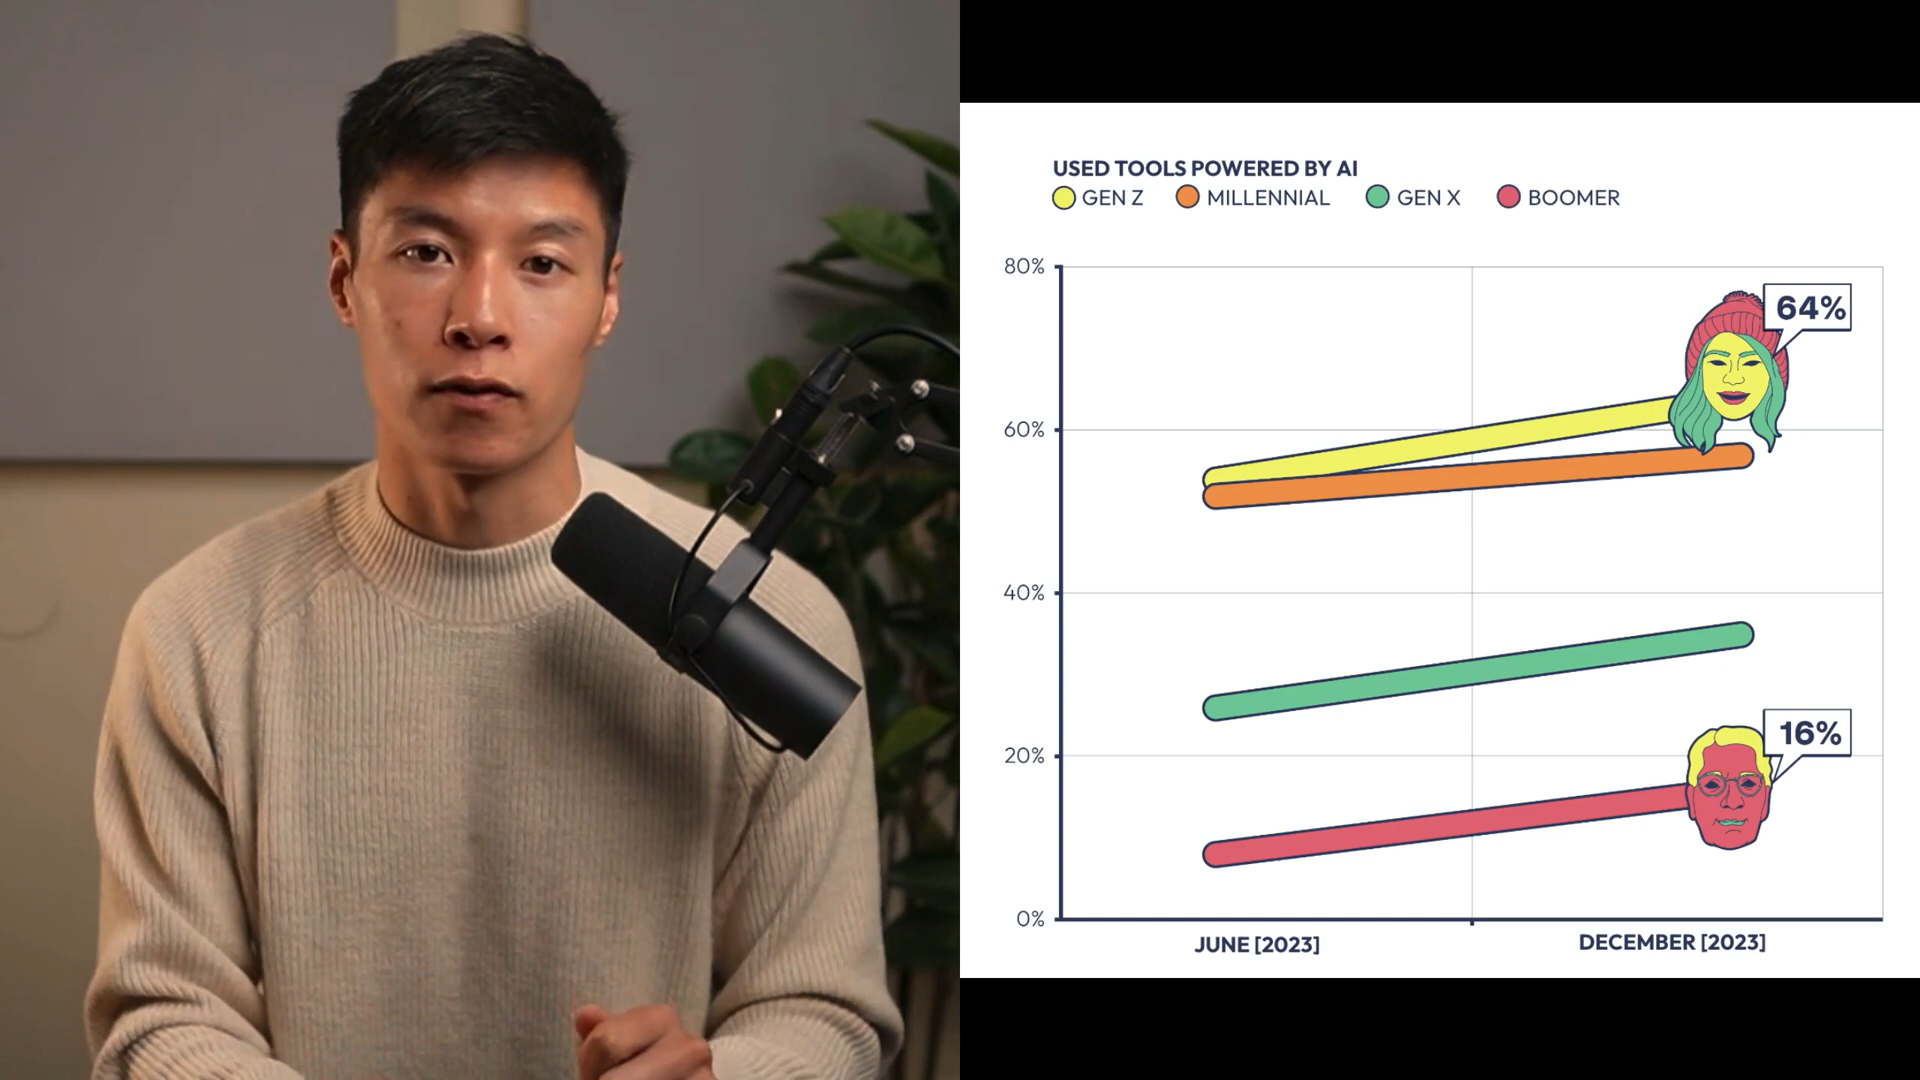 USED TOOLS POWERED BY AI
GEN Z MILLENNIAL GEN X BOOMER
80%
64%
60%
40%
16%
20%
0%
JUNE [2023] DECEMBER [2023]